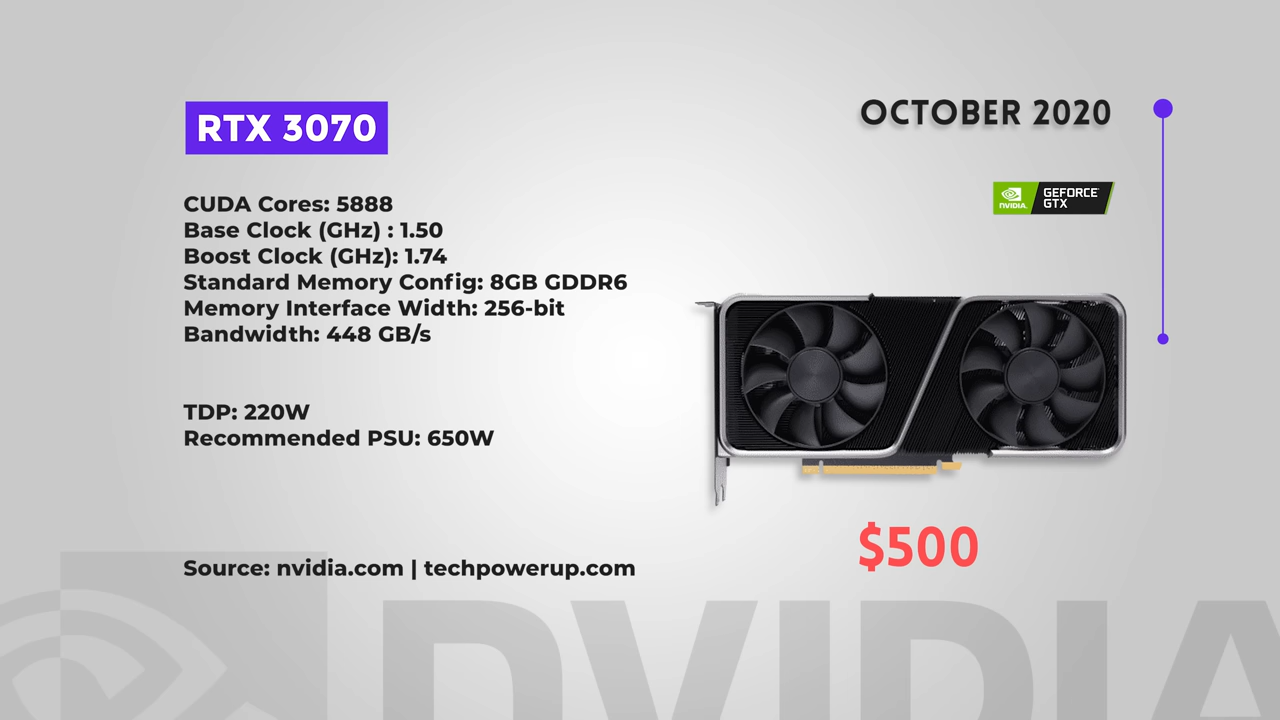 RTX 3070
OCTOBER 2020
CUDA Cores: 5888
Base Clock (GHz) : 1.50
Boost Clock (GHz): 1.74
Standard Memory Config: 8GB GDDR6
Memory Interface Width: 256-bit
Bandwidth: 448 GB/s
TDP: 220W
Recommended PSU: 650W
NVIDIA.
GEFORCE
GTX
$500
Source: nvidia.com | techpowerup.com
NVIDIA